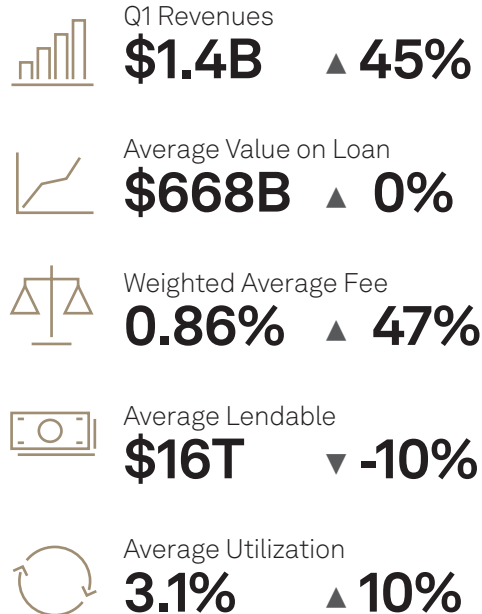 Q1 Revenues
$1.4B ▲ 45%
Average Value on Loan
$668B ▲ 0%
Weighted Average Fee
0.86% ▲ 47%
Average Lendable
$16T ▼ -10%
Average Utilization
3.1% ▲ 10%